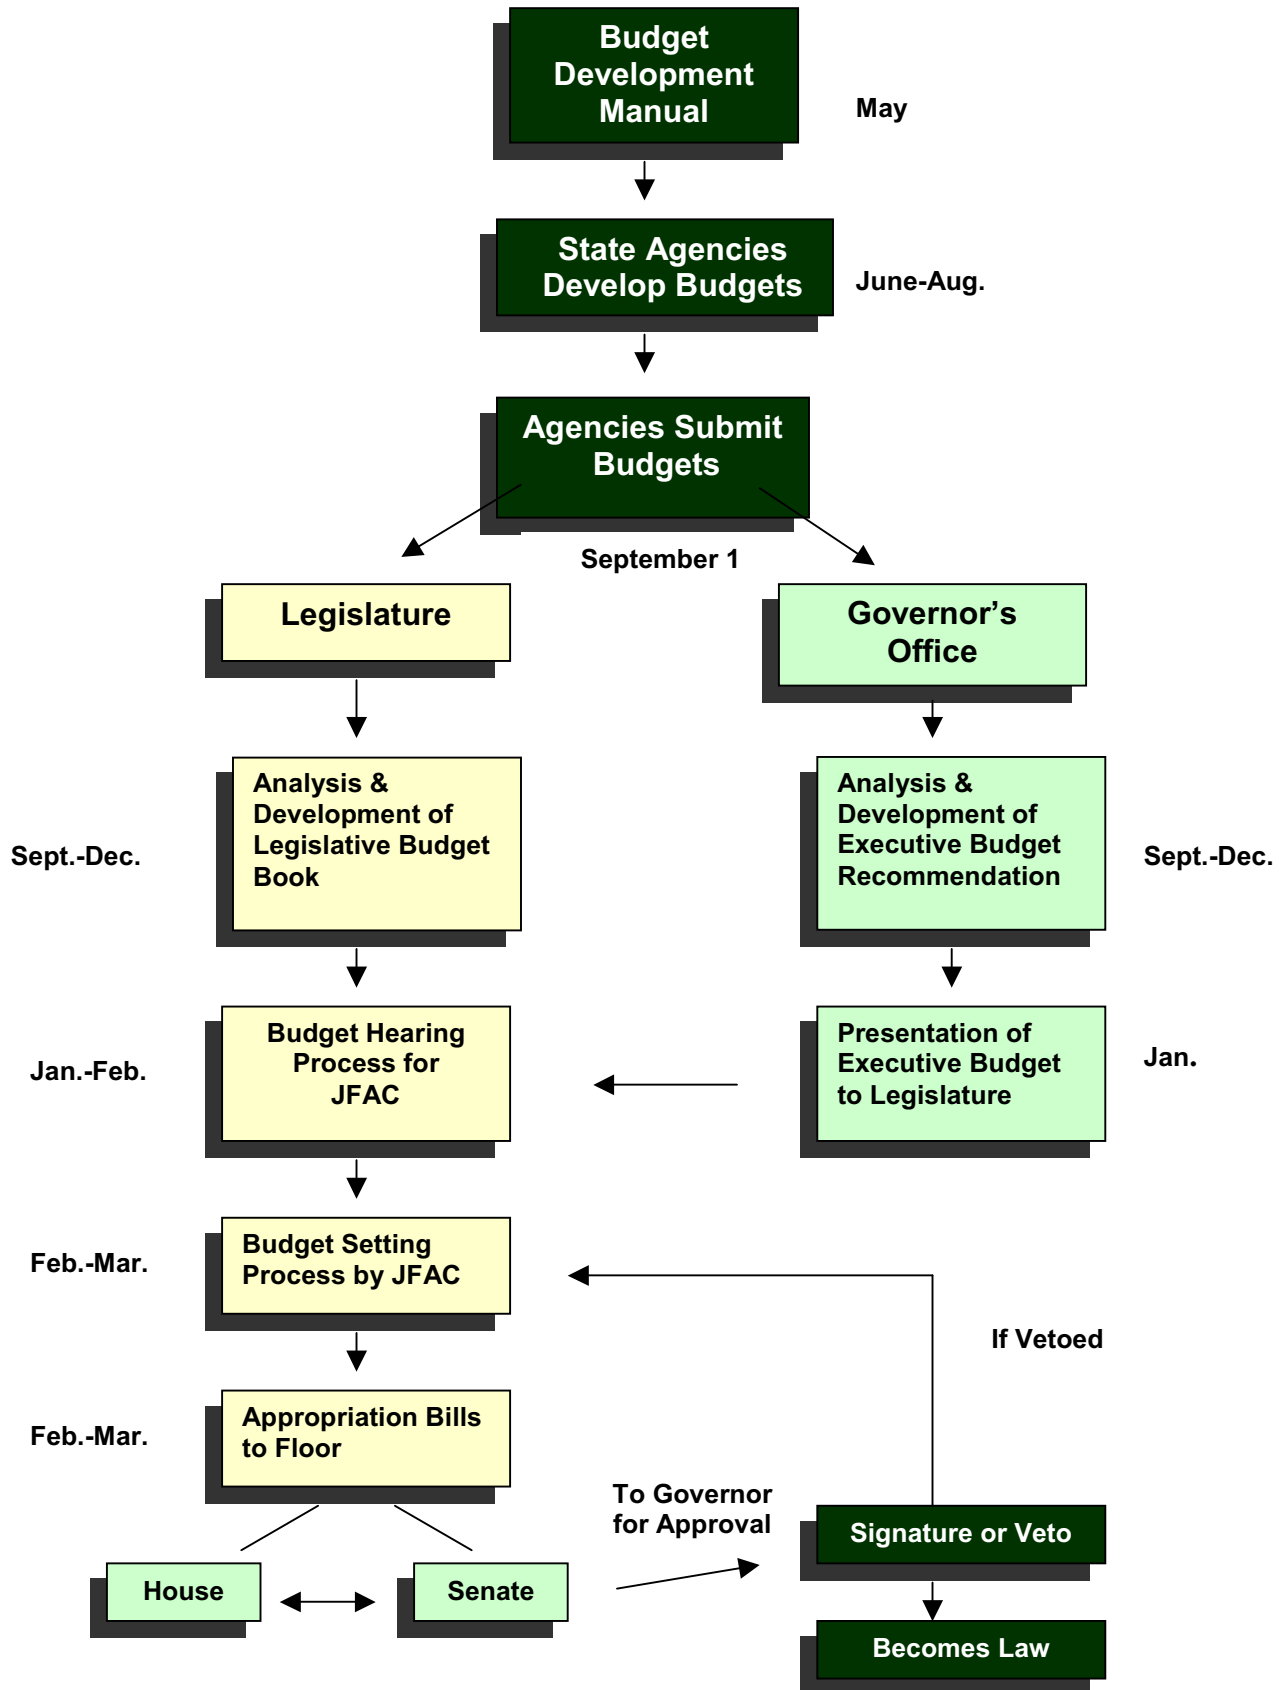 Budget
Development
Manual
May
State Agencies
Develop Budgets
June-Aug.
Agencies Submit
Budgets
September 1
Legislature
Governor’s
Office
Sept.-Dec.
Analysis &
Development of
Legislative Budget
Book
Analysis &
Development of
Executive Budget
Recommendation
Sept.-Dec.
Jan.-Feb.
Budget Hearing
Process for
JFAC
Presentation of
Executive Budget
to Legislature
Jan.
Feb.-Mar.
Budget Setting
Process by JFAC
If Vetoed
Feb.-Mar.
Appropriation Bills
to Floor
To Governor
for Approval
Signature or Veto
House
Senate
Becomes Law